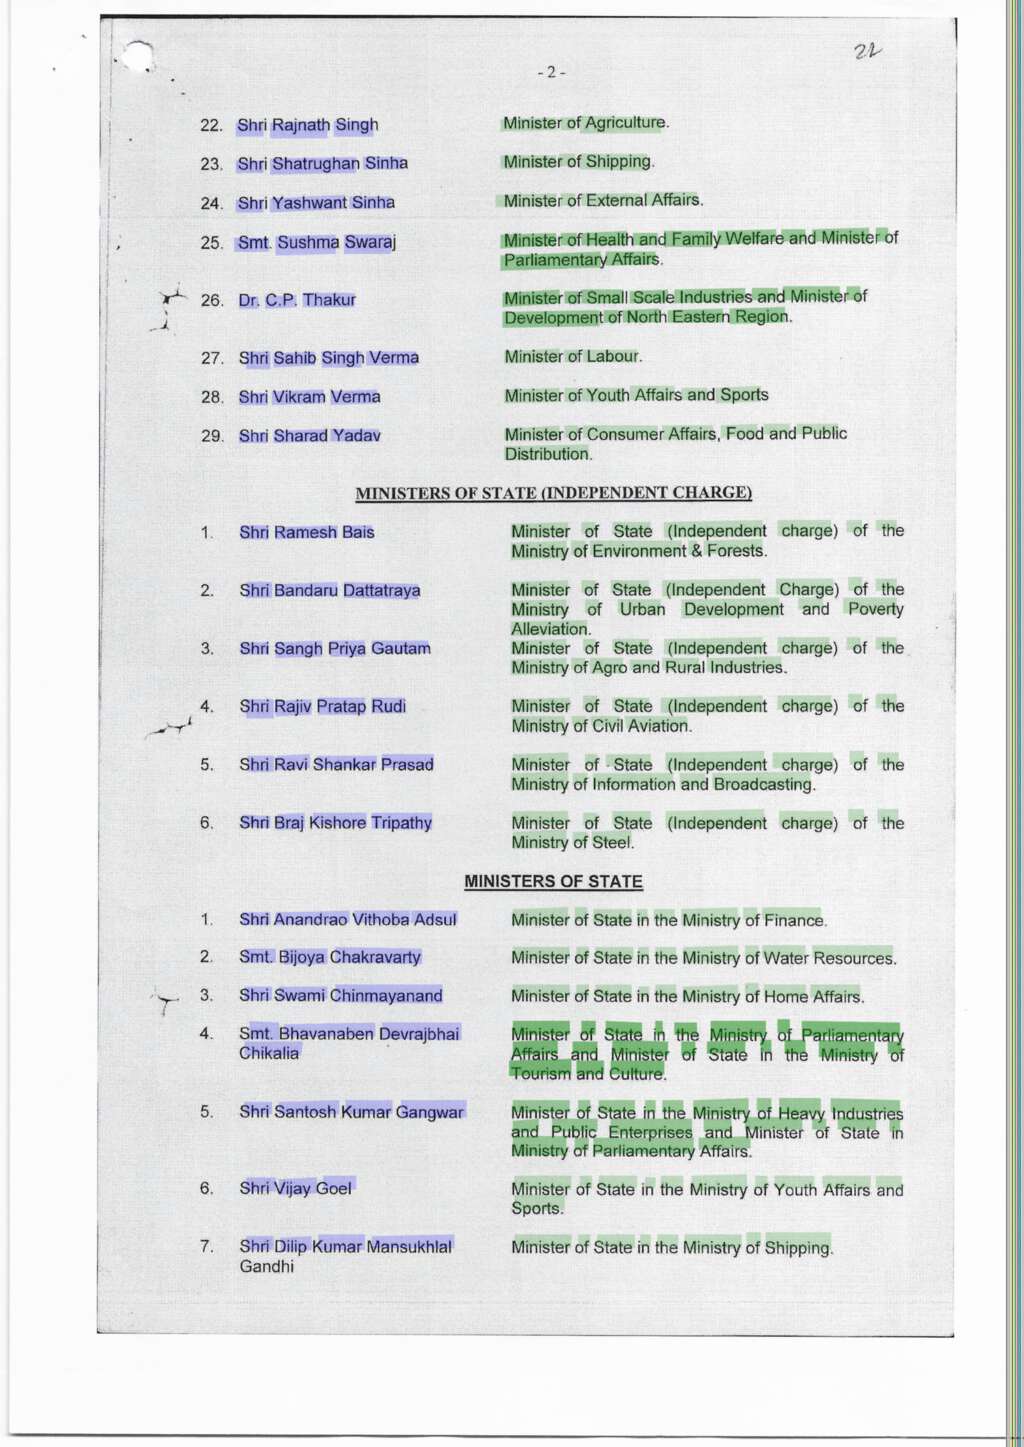 22
- 2 -
22. Shri Rajnath Singh Minister of Agriculture.
23. Shri Shatrughan Sinha Minister of Shipping.
24. Shri Yashwant Sinha Minister of External Affairs.
25. Smt. Sushma Swaraj Minister of Health and Family Welfare and Minister of
Parliamentary Affairs.
26. Dr. C.P. Thakur Minister of Small Scale Industries and Minister of
Development of North Eastern Region.
27. Shri Sahib Singh Verma Minister of Labour.
28. Shri Vikram Verma Minister of Youth Affairs and Sports
29. Shri Sharad Yadav Minister of Consumer Affairs, Food and Public
Distribution.
MINISTERS OF STATE (INDEPENDENT CHARGE)
1. Shri Ramesh Bais Minister of State (Independent charge) of the
Ministry of Environment & Forests.
2. Shri Bandaru Dattatraya Minister of State (Independent Charge) of the
Ministry of Urban Development and Poverty
Alleviation.
3. Shri Sangh Priya Gautam Minister of State (Independent charge) of the
Ministry of Agro and Rural Industries.
4. Shri Rajiv Pratap Rudi Minister of State (Independent charge) of the
Ministry of Civil Aviation.
5. Shri Ravi Shankar Prasad Minister of State (Independent charge) of the
Ministry of Information and Broadcasting.
6. Shri Braj Kishore Tripathy Minister of State (Independent charge) of the
Ministry of Steel.
MINISTERS OF STATE
1. Shri Anandrao Vithoba Adsul Minister of State in the Ministry of Finance.
2. Smt. Bijoya Chakravarty Minister of State in the Ministry of Water Resources.
3. Shri Swami Chinmayanand Minister of State in the Ministry of Home Affairs.
4. Smt. Bhavanaben Devrajbhai Minister of State in the Ministry of Parliamentary
Chikalia Affairs and Minister of State in the Ministry of
Tourism and Culture.
5. Shri Santosh Kumar Gangwar Minister of State in the Ministry of Heavy Industries
and Public Enterprises and Minister of State in
Ministry of Parliamentary Affairs.
6. Shri Vijay Goel Minister of State in the Ministry of Youth Affairs and
Sports.
7. Shri Dilip Kumar Mansukhlal Minister of State in the Ministry of Shipping.
Gandhi